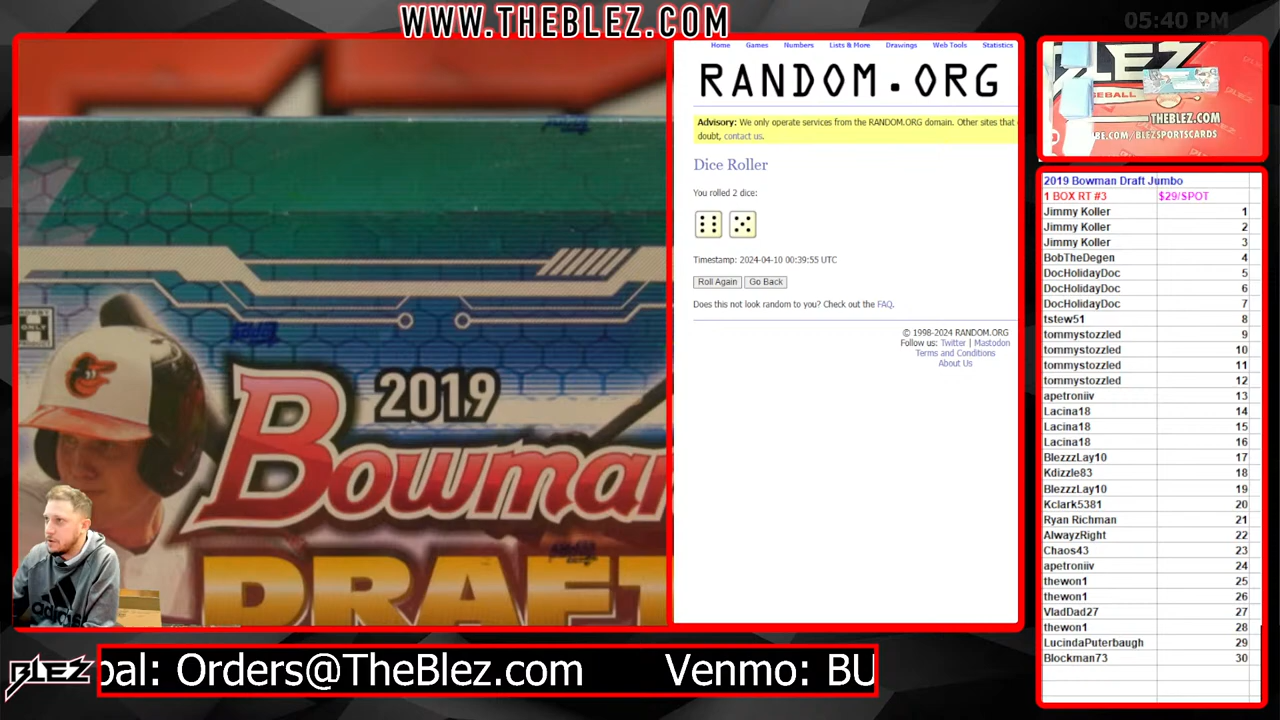 WWW.THEBLEZ.COM
05:40 PM
2019
Bowman
DRAFT
Home Games Numbers Lists & More Drawings Web Tools Statistics
RANDOM.ORG
Advisory: We only operate services from the RANDOM.ORG domain. Other sites that
doubt, contact us.
Dice Roller
You rolled 2 dice:
Timestamp: 2024-04-10 00:39:55 UTC
Roll Again Go Back
Does this not look random to you? Check out the FAQ.
© 1998-2024 RANDOM.ORG
Follow us: Twitter | Mastodon
Terms and Conditions
About Us
BLEZ
BASEBALL
THEBLEZ.COM
BE.COM/BLEZSPORTSCARDS
2019 Bowman Draft Jumbo
1 BOX RT #3 $29/SPOT
Jimmy Koller 1
Jimmy Koller 2
Jimmy Koller 3
BobTheDegen 4
DocHolidayDoc 5
DocHolidayDoc 6
DocHolidayDoc 7
tstew51 8
tommystozzled 9
tommystozzled 10
tommystozzled 11
tommystozzled 12
apetroniiv 13
Lacina18 14
Lacina18 15
Lacina18 16
BlezzzLay10 17
Kdizzle83 18
BlezzzLay10 19
Kclark5381 20
Ryan Richman 21
AlwayzRight 22
Chaos43 23
apetroniiv 24
thewon1 25
thewon1 26
VladDad27 27
thewon1 28
LucindaPuterbaugh 29
Blockman73 30
adidas
BLEZ
pal: Orders@TheBlez.com Venmo: BU